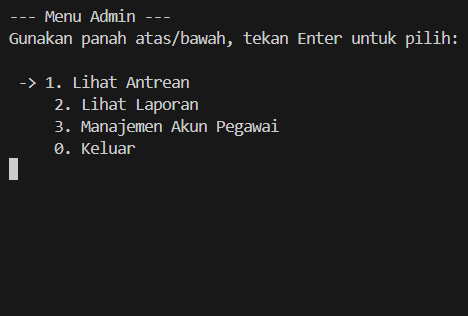 --- Menu Admin ---
Gunakan panah atas/bawah, tekan Enter untuk pilih:
-> 1. Lihat Antrean
2. Lihat Laporan
3. Manajemen Akun Pegawai
0. Keluar